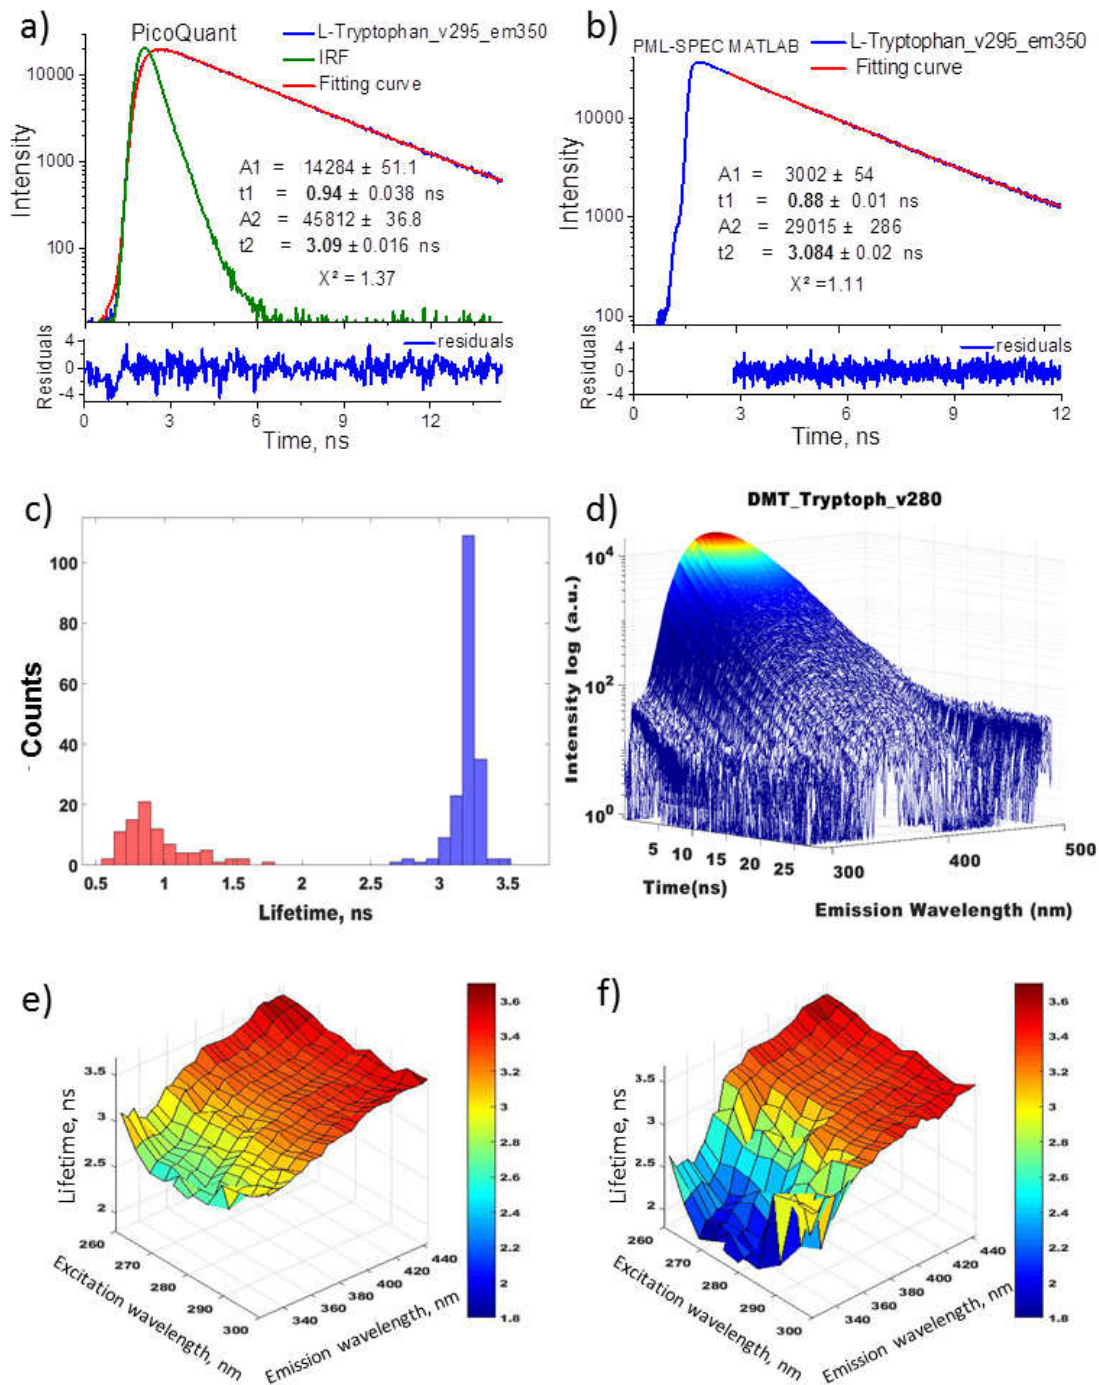 a)
PicoQuant
L-Tryptophan_v295_em350
IRF
Fitting curve
10000
1000
100
Intensity
A1 = 14284 ± 51.1
t1 = 0.94 ± 0.038 ns
A2 = 45812 ± 36.8
t2 = 3.09 ± 0.016 ns
X² = 1.37
residuals
Residuals
4
0
-4
0 3 6 9 12
Time, ns
b)
PML-SPEC MATLAB
L-Tryptophan_v295_em350
Fitting curve
10000
1000
100
Intensity
A1 = 3002 ± 54
t1 = 0.88 ± 0.01 ns
A2 = 29015 ± 286
t2 = 3.084 ± 0.02 ns
X² =1.11
residuals
Residuals
4
0
-4
0 3 6 9 12
Time, ns
c)
100
80
60
40
20
0
- Counts
0.5 1 1.5 2 2.5 3 3.5
Lifetime, ns
d)
DMT_Tryptoph_v280
Intensity log (a.u.)
10⁴
10²
10⁰
5 10 15 20 25
Time(ns)
300 400 500
Emission Wavelength (nm)
e)
Lifetime, ns
3.5
3
2.5
2
260 270 280 290 300
Excitation wavelength, nm
340 360 380 400 420 440
Emission wavelength, nm
3.6
3.4
3.2
3
2.8
2.6
2.4
2.2
2
1.8
f)
Lifetime, ns
3.5
3
2.5
2
260 270 280 290 300
Excitation wavelength, nm
340 360 380 400 420 440
Emission wavelength, nm
3.6
3.4
3.2
3
2.8
2.6
2.4
2.2
2
1.8